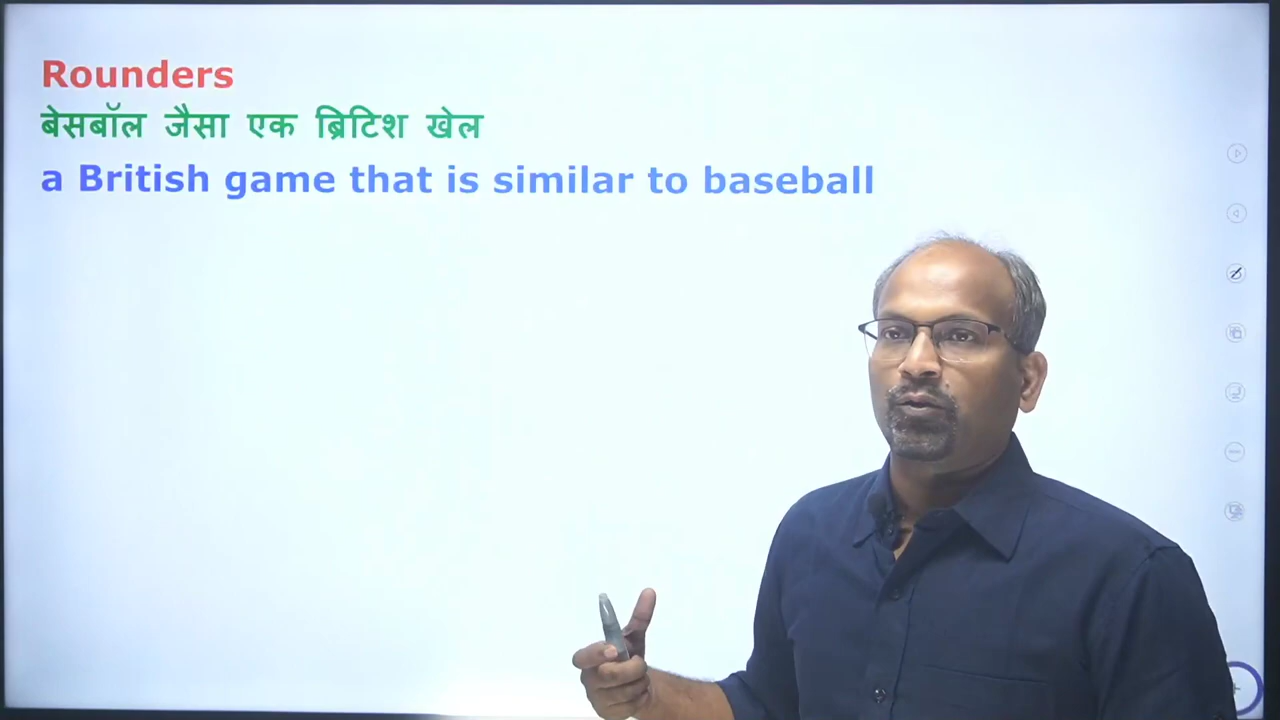 Rounders
बेसबॉल जैसा एक ब्रिटिश खेल
a British game that is similar to baseball